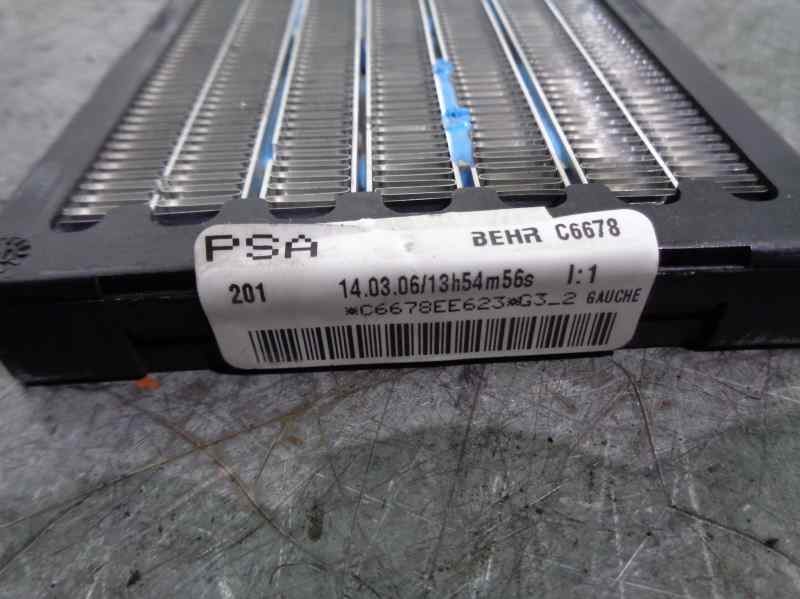 PSA BEHR C6678
201 14.03.06/13h54m56s I:1
*C6678EE623*G3_2 GAUCHE